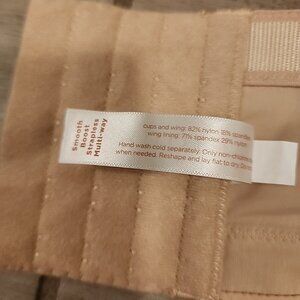 Smooth
Boost
Strapless
Multi-way
cups and wing: 82% nylon 18% spandex
wing lining: 71% spandex 29% nylon
Hand wash cold separately. Only non-chlorine
when needed. Reshape and lay flat to dry. Do